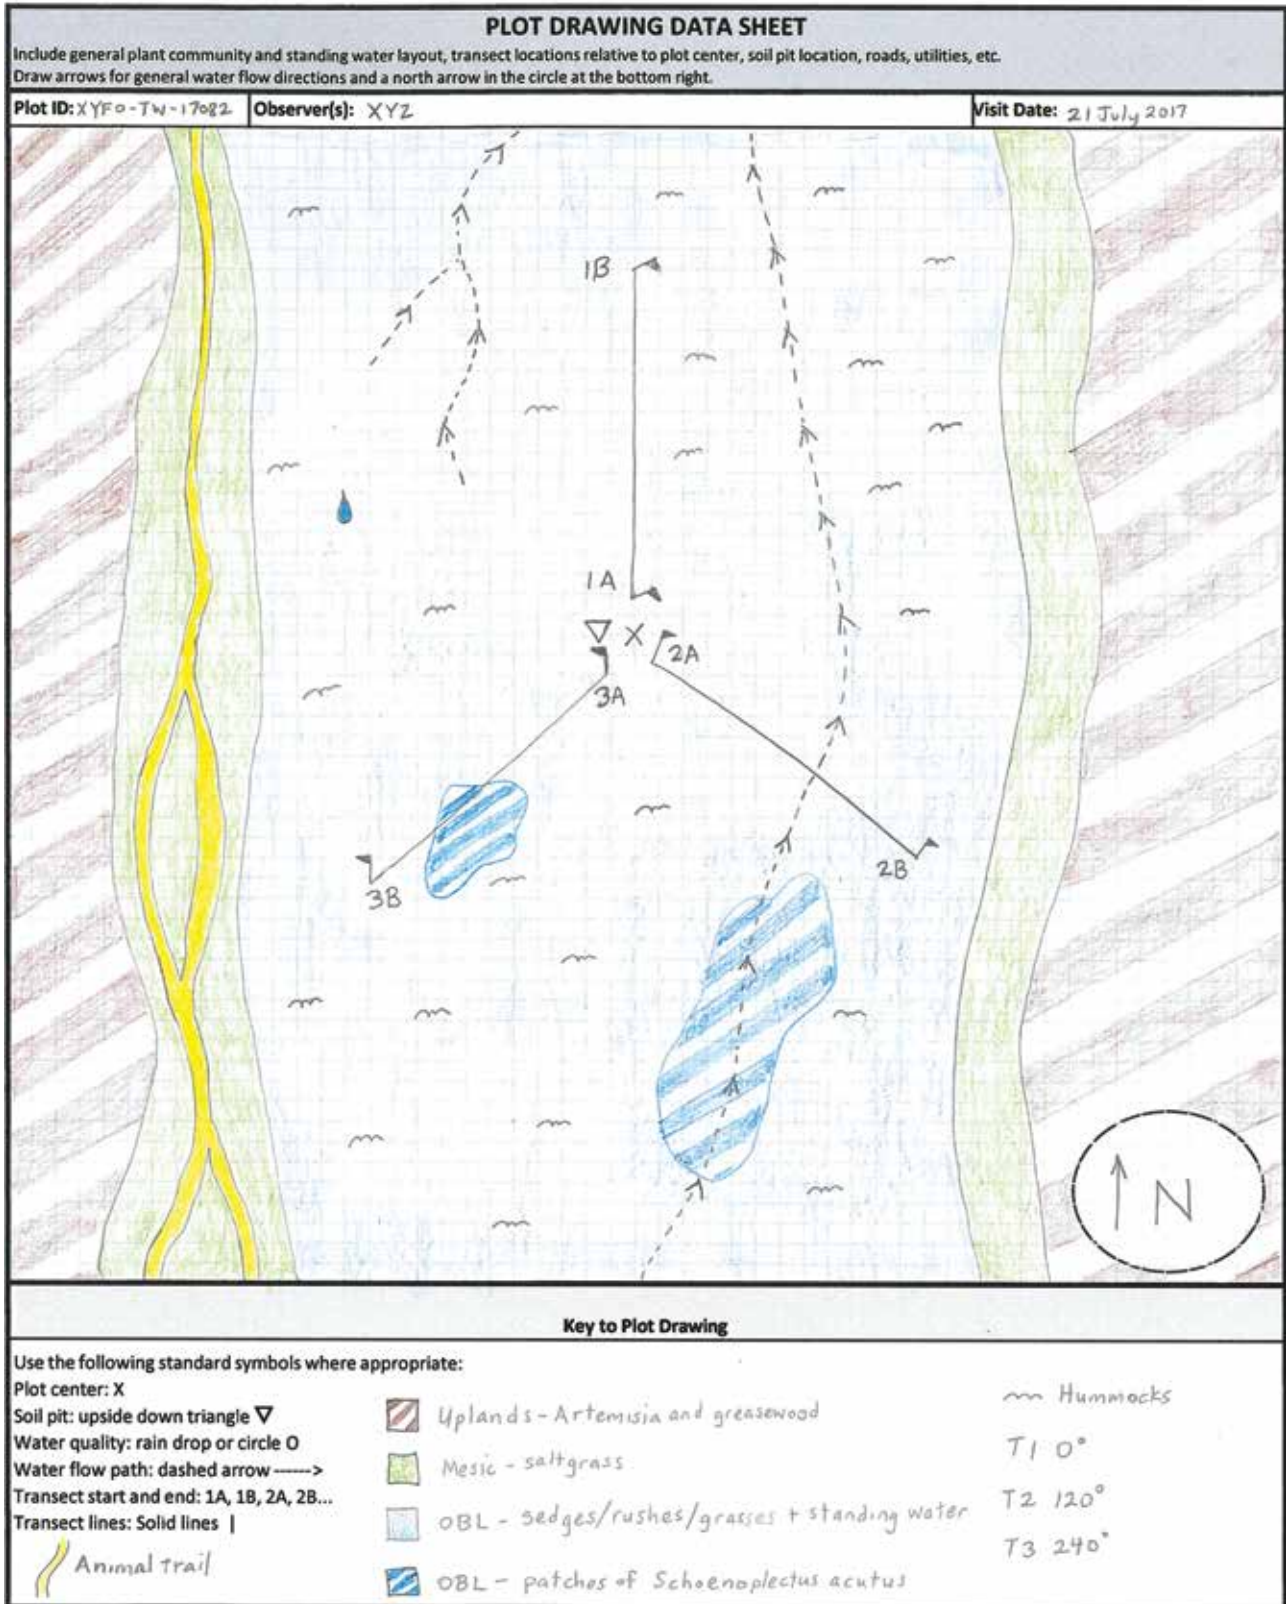 PLOT DRAWING DATA SHEET
Include general plant community and standing water layout, transect locations relative to plot center, soil pit location, roads, utilities, etc.
Draw arrows for general water flow directions and a north arrow in the circle at the bottom right.
Plot ID: XYFO-TW-17082 Observer(s): XYZ Visit Date: 21 July 2017
1B
1A
X
2A
3A
3B
2B
N
Key to Plot Drawing
Use the following standard symbols where appropriate:
Plot center: X
Soil pit: upside down triangle ▽
Water quality: rain drop or circle O
Water flow path: dashed arrow ------>
Transect start and end: 1A, 1B, 2A, 2B...
Transect lines: Solid lines |
Animal Trail
Uplands - Artemisia and greasewood
Mesic - saltgrass
OBL - sedges/rushes/grasses + standing water
OBL - patches of Schoenoplectus acutus
Hummocks
T1 0°
T2 120°
T3 240°